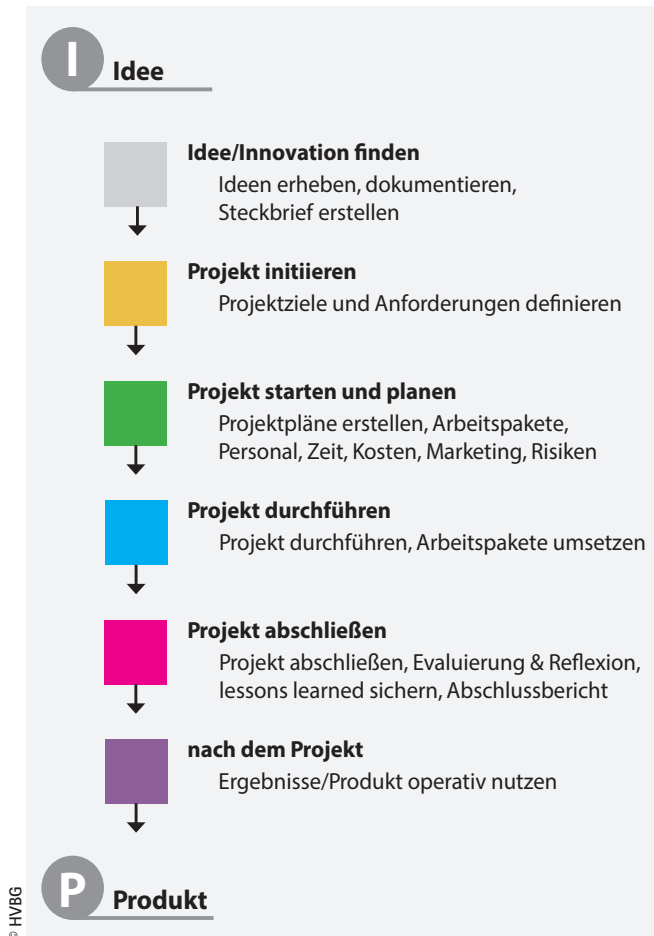 I
Idee
Idee/Innovation finden
Ideen erheben, dokumentieren,
Steckbrief erstellen
Projekt initiieren
Projektziele und Anforderungen definieren
Projekt starten und planen
Projektpläne erstellen, Arbeitspakete,
Personal, Zeit, Kosten, Marketing, Risiken
Projekt durchführen
Projekt durchführen, Arbeitspakete umsetzen
Projekt abschließen
Projekt abschließen, Evaluierung & Reflexion,
lessons learned sichern, Abschlussbericht
nach dem Projekt
Ergebnisse/Produkt operativ nutzen
P
Produkt
© HVBG